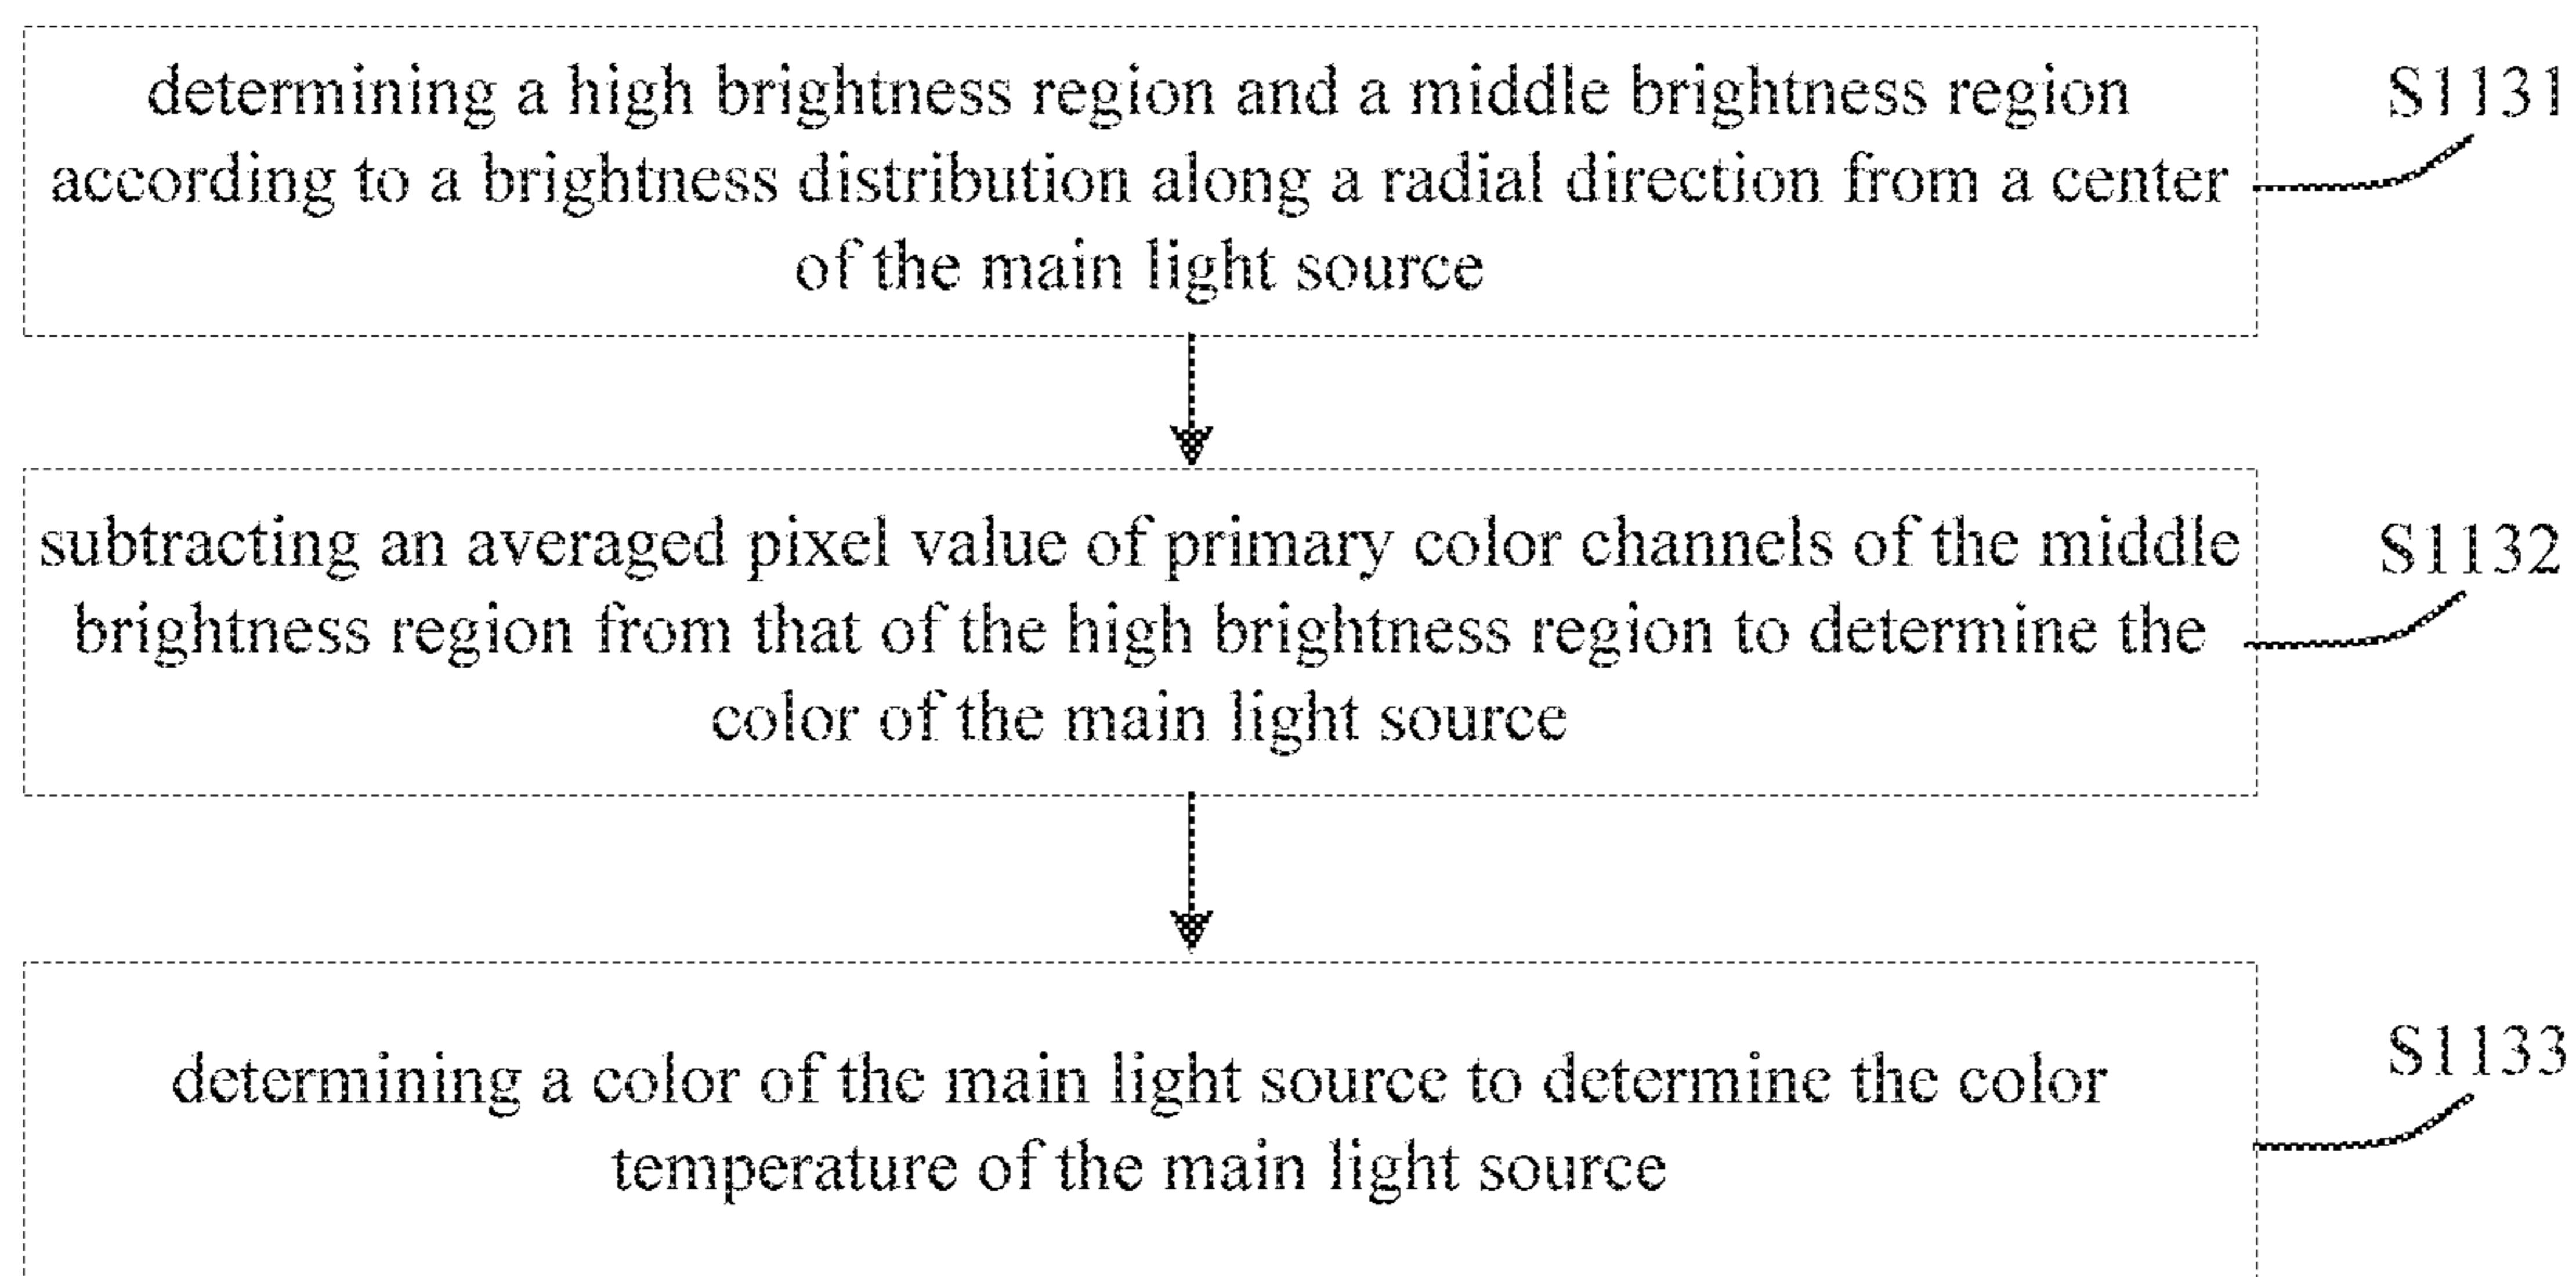 determining a high brightness region and a middle brightness region
according to a brightness distribution along a radial direction from a center
of the main light source
S1131
subtracting an averaged pixel value of primary color channels of the middle
brightness region from that of the high brightness region to determine the
color of the main light source
S1132
determining a color of the main light source to determine the color
temperature of the main light source
S1133